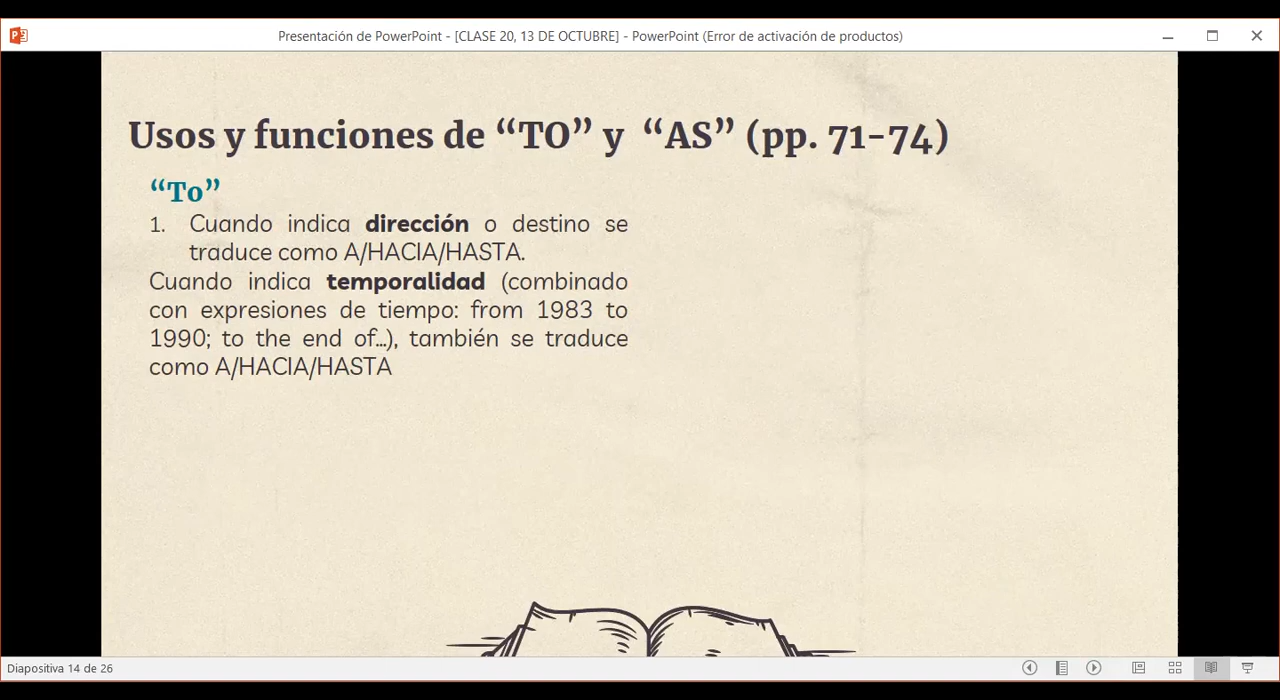 Presentación de PowerPoint - [CLASE 20, 13 DE OCTUBRE] - PowerPoint (Error de activación de productos)
Usos y funciones de “TO” y “AS” (pp. 71-74)
“To”
1. Cuando indica dirección o destino se
traduce como A/HACIA/HASTA.
Cuando indica temporalidad (combinado
con expresiones de tiempo: from 1983 to
1990; to the end of…), también se traduce
como A/HACIA/HASTA
Diapositiva 14 de 26